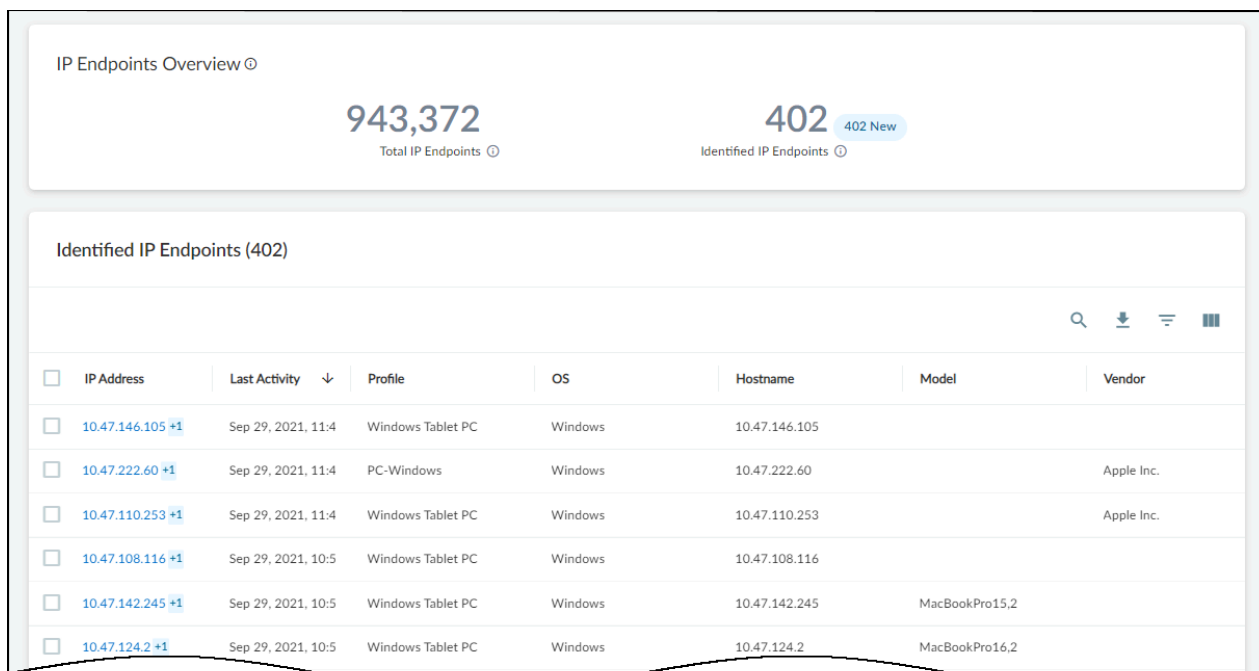 IP Endpoints Overview
943,372 402 402 New
Total IP Endpoints Identified IP Endpoints
Identified IP Endpoints (402)
IP Address Last Activity Profile OS Hostname Model Vendor
10.47.146.105 +1 Sep 29, 2021, 11:4 Windows Tablet PC Windows 10.47.146.105
10.47.222.60 +1 Sep 29, 2021, 11:4 PC-Windows Windows 10.47.222.60 Apple Inc.
10.47.110.253 +1 Sep 29, 2021, 11:4 Windows Tablet PC Windows 10.47.110.253 Apple Inc.
10.47.108.116 +1 Sep 29, 2021, 10:5 Windows Tablet PC Windows 10.47.108.116
10.47.142.245 +1 Sep 29, 2021, 10:5 Windows Tablet PC Windows 10.47.142.245 MacBookPro15,2
10.47.124.2 +1 Sep 29, 2021, 10:5 Windows Tablet PC Windows 10.47.124.2 MacBookPro16,2